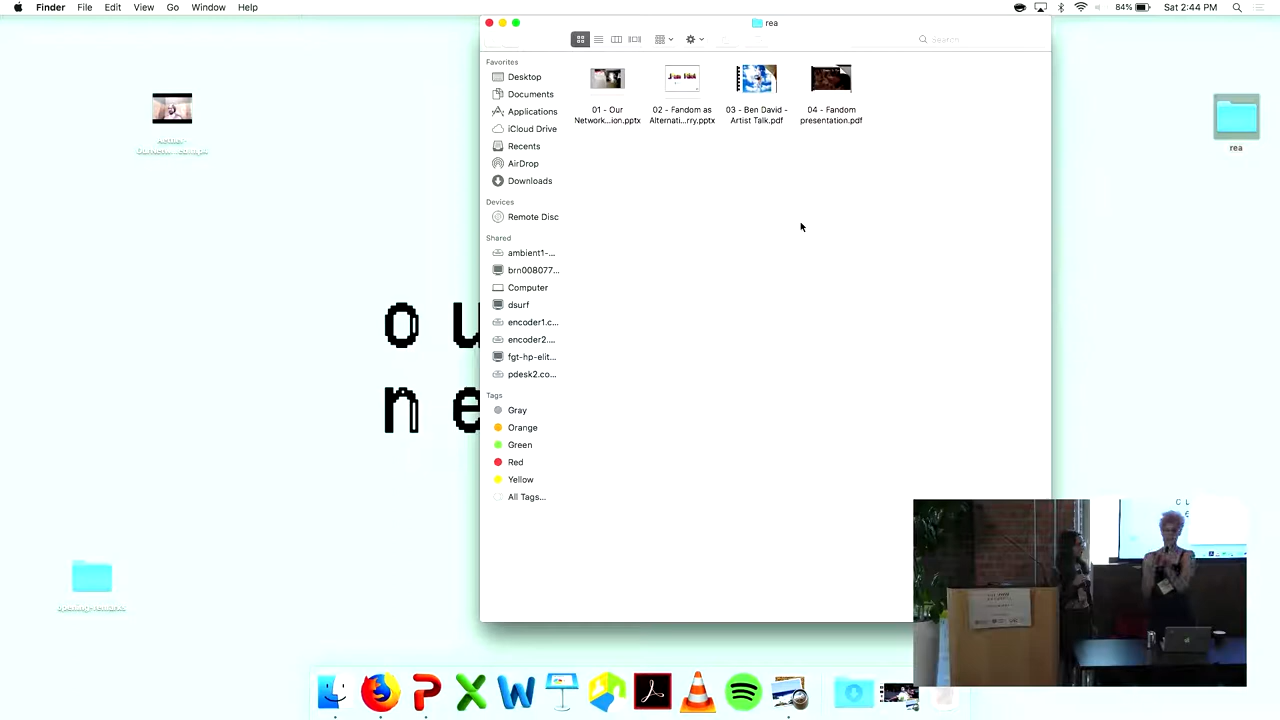 Finder File Edit View Go Window Help
84% Sat 2:44 PM
rea
Search
Favorites
Desktop
Documents
Applications
iCloud Drive
Recents
AirDrop
Downloads
Devices
Remote Disc
Shared
ambient1-...
brn008077...
Computer
dsurf
encoder1.c...
encoder2....
fgt-hp-elit...
pdesk2.co...
Tags
Gray
Orange
Green
Red
Yellow
All Tags...
01 - Our
Network...ion.pptx
02 - Fandom as
Alternati...rry.pptx
03 - Ben David -
Artist Talk.pdf
04 - Fandom
presentation.pdf
rea
o u
n e
opening-remarks